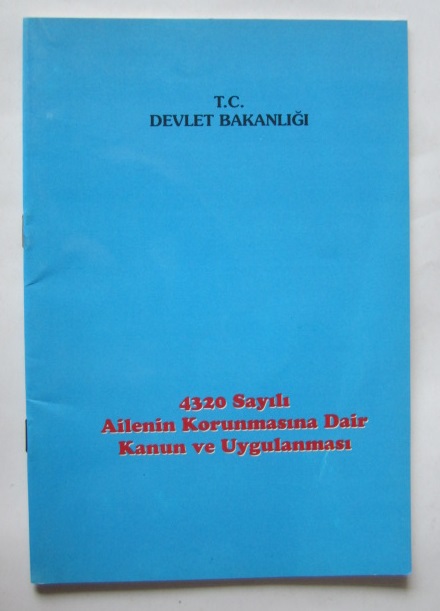 T.C.
DEVLET BAKANLIĞI
4320 Sayılı
Ailenin Korunmasına Dair
Kanun ve Uygulanması